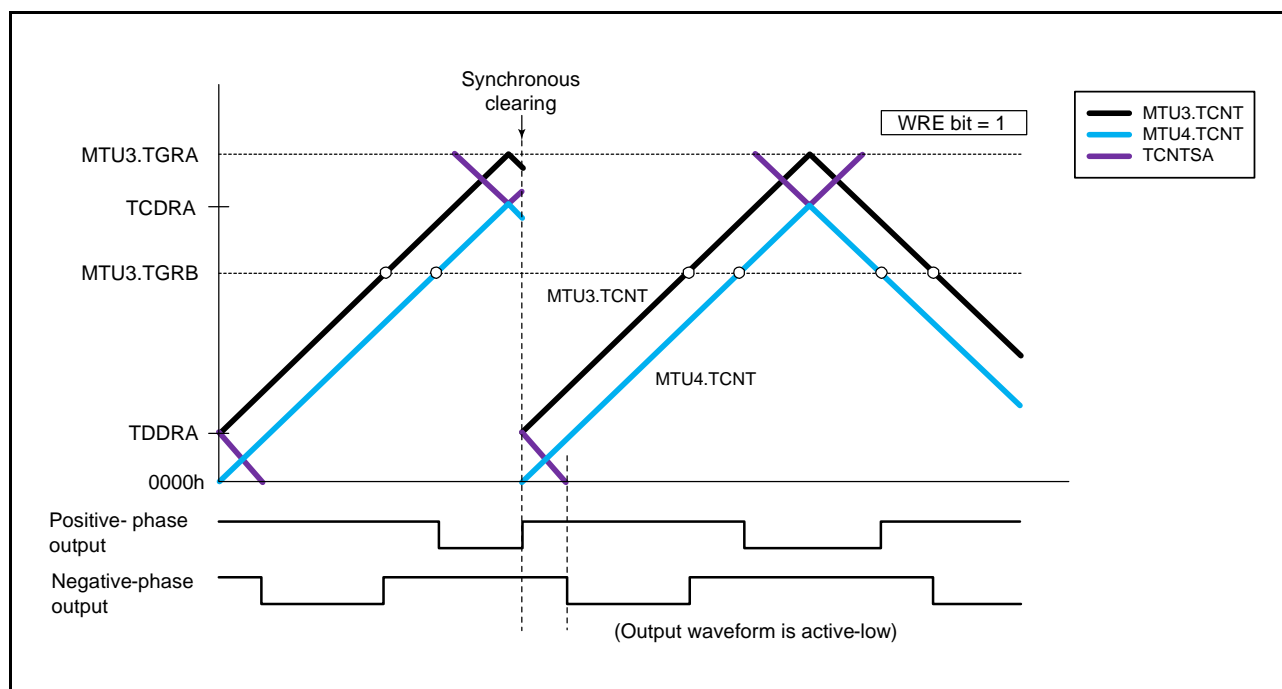 Synchronous
clearing
WRE bit = 1
MTU3.TCNT
MTU4.TCNT
TCNTSA
MTU3.TGRA
TCDRA
MTU3.TGRB
MTU3.TCNT
MTU4.TCNT
TDDRA
0000h
Positive- phase
output
Negative-phase
output
(Output waveform is active-low)